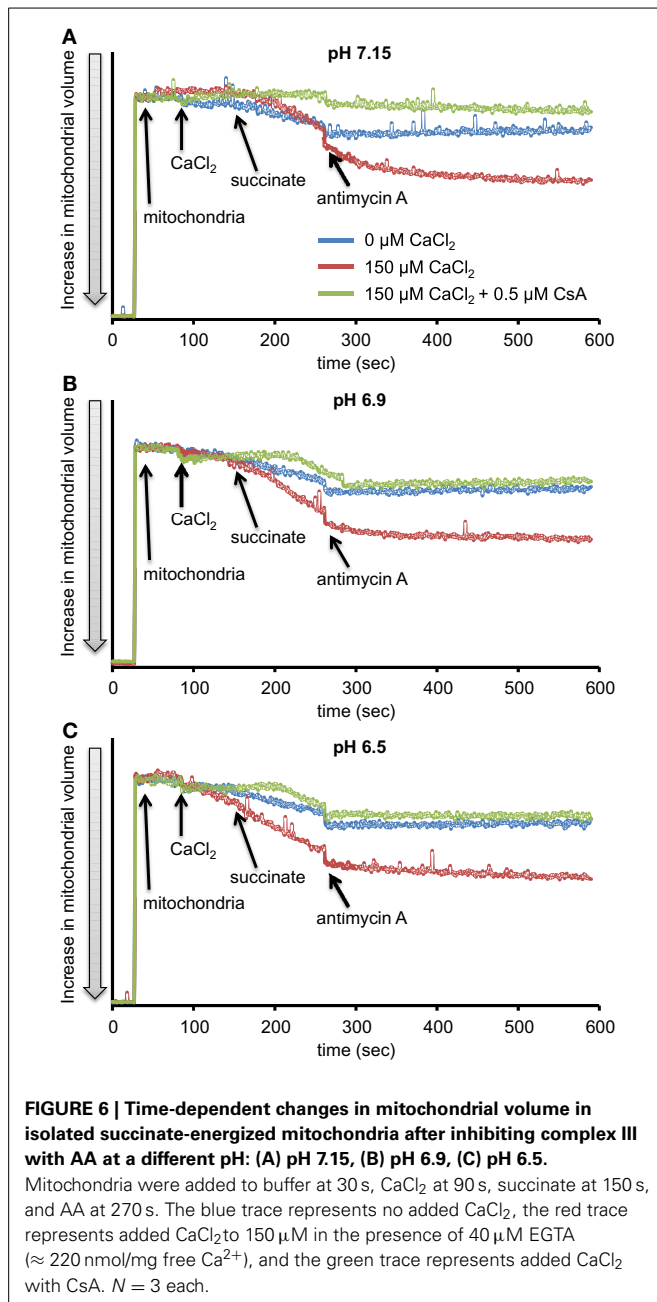 A
pH 7.15
Increase in mitochondrial volume
CaCl₂
succinate
mitochondria
antimycin A
0 µM CaCl₂
150 µM CaCl₂
150 µM CaCl₂ + 0.5 µM CsA
0 100 200 300 400 500 600
time (sec)
B
pH 6.9
Increase in mitochondrial volume
CaCl₂
succinate
mitochondria
antimycin A
0 100 200 300 400 500 600
time (sec)
C
pH 6.5
Increase in mitochondrial volume
CaCl₂
succinate
mitochondria
antimycin A
0 100 200 300 400 500 600
time (sec)
FIGURE 6 | Time-dependent changes in mitochondrial volume in
isolated succinate-energized mitochondria after inhibiting complex III
with AA at a different pH: (A) pH 7.15, (B) pH 6.9, (C) pH 6.5.
Mitochondria were added to buffer at 30 s, CaCl₂ at 90 s, succinate at 150 s,
and AA at 270 s. The blue trace represents no added CaCl₂, the red trace
represents added CaCl₂to 150 µM in the presence of 40 µM EGTA
(≈ 220 nmol/mg free Ca²⁺), and the green trace represents added CaCl₂
with CsA. N = 3 each.